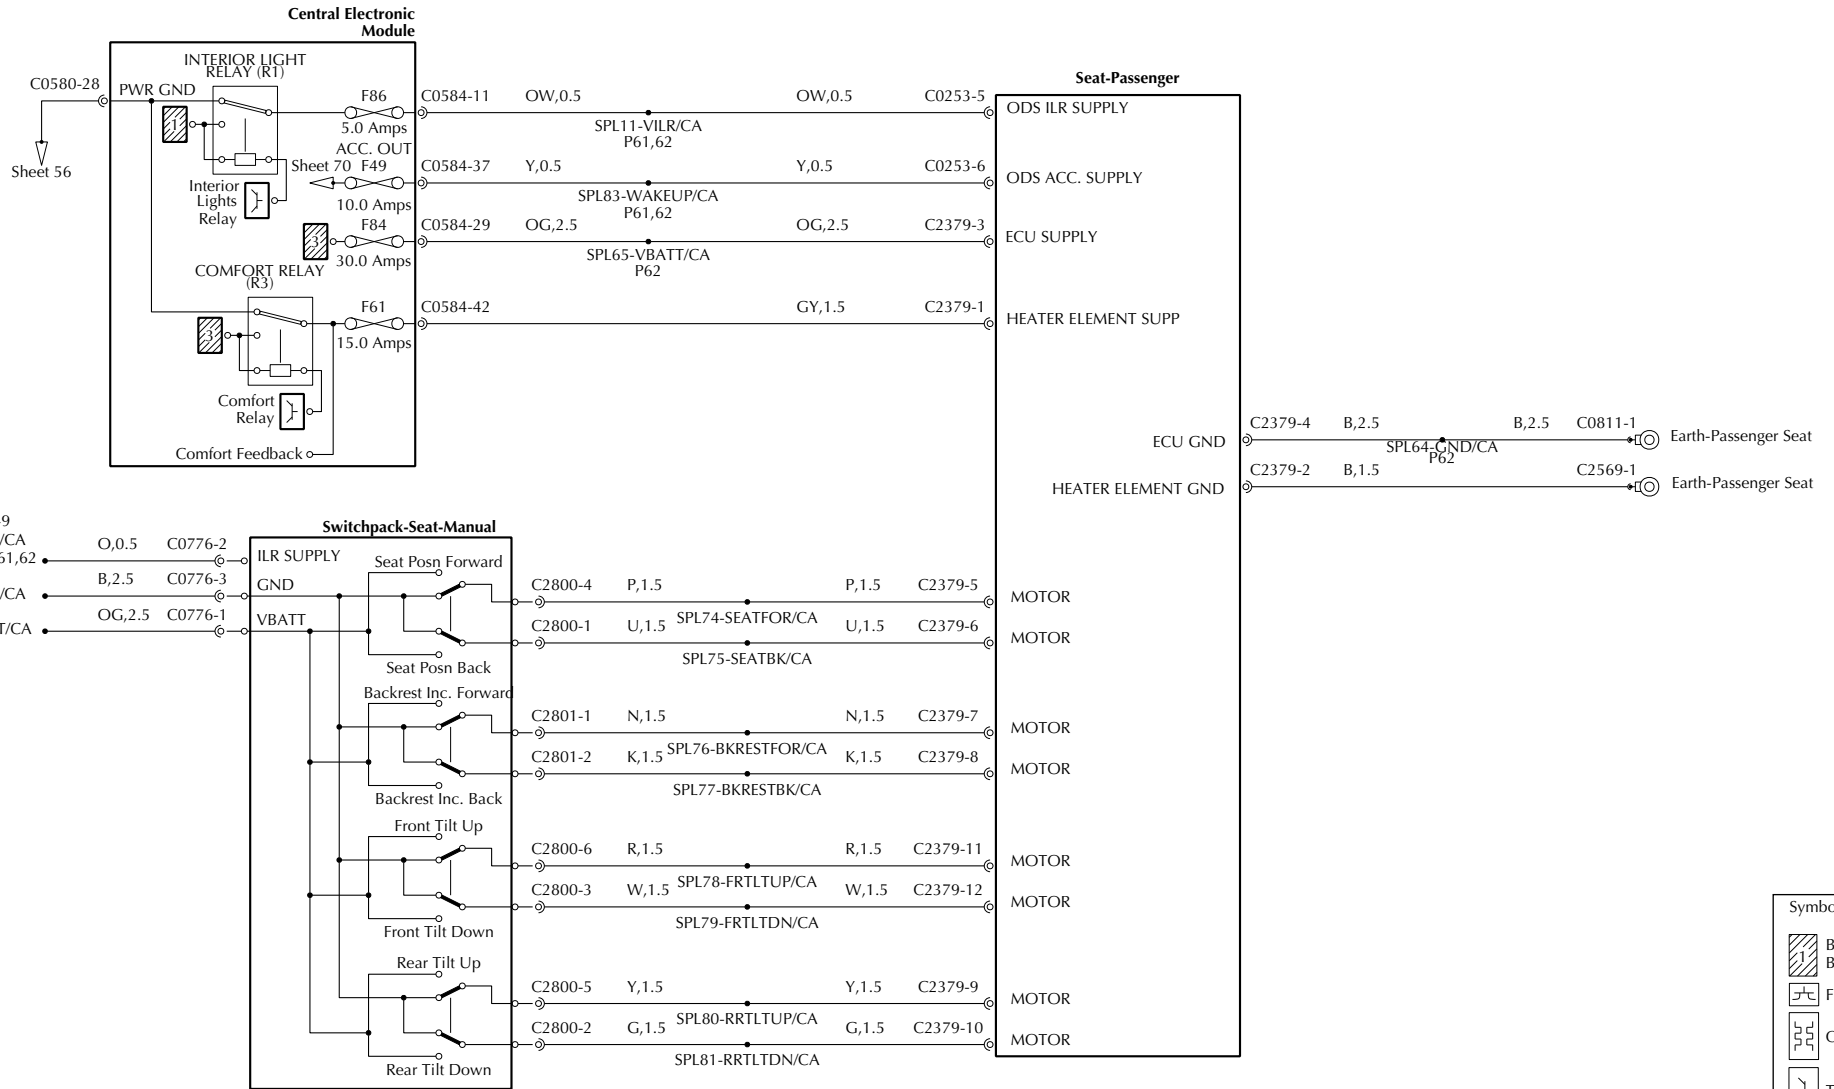 Central Electronic
Module
INTERIOR LIGHT
RELAY (R1)
C0580-28
PWR GND
1
Sheet 56
F86
5.0 Amps
C0584-11
OW,0.5
SPL11-VILR/CA
P61,62
OW,0.5
C0253-5
ACC. OUT
Sheet 70
F49
10.0 Amps
C0584-37
Y,0.5
SPL83-WAKEUP/CA
P61,62
Y,0.5
C0253-6
Interior
Lights
Relay
3
F84
30.0 Amps
C0584-29
OG,2.5
SPL65-VBATT/CA
P62
OG,2.5
C2379-3
COMFORT RELAY
(R3)
3
F61
15.0 Amps
C0584-42
GY,1.5
C2379-1
Comfort
Relay
Comfort Feedback
Seat-Passenger
ODS ILR SUPPLY
ODS ACC. SUPPLY
ECU SUPPLY
HEATER ELEMENT SUPP
ECU GND
C2379-4
B,2.5
SPL64-GND/CA
P62
B,2.5
C0811-1
Earth-Passenger Seat
HEATER ELEMENT GND
C2379-2
B,1.5
C2569-1
Earth-Passenger Seat
Switchpack-Seat-Manual
9
/CA
61,62
O,0.5
C0776-2
ILR SUPPLY
/CA
B,2.5
C0776-3
GND
T/CA
OG,2.5
C0776-1
VBATT
Seat Posn Forward
C2800-4
P,1.5
SPL74-SEATFOR/CA
P,1.5
C2379-5
MOTOR
C2800-1
U,1.5
SPL75-SEATBK/CA
U,1.5
C2379-6
MOTOR
Seat Posn Back
Backrest Inc. Forward
C2801-1
N,1.5
SPL76-BKRESTFOR/CA
N,1.5
C2379-7
MOTOR
C2801-2
K,1.5
SPL77-BKRESTBK/CA
K,1.5
C2379-8
MOTOR
Backrest Inc. Back
Front Tilt Up
C2800-6
R,1.5
SPL78-FRTLTUP/CA
R,1.5
C2379-11
MOTOR
C2800-3
W,1.5
SPL79-FRTLTDN/CA
W,1.5
C2379-12
MOTOR
Front Tilt Down
Rear Tilt Up
C2800-5
Y,1.5
SPL80-RRTLTUP/CA
Y,1.5
C2379-9
MOTOR
C2800-2
G,1.5
SPL81-RRTLTDN/CA
G,1.5
C2379-10
MOTOR
Rear Tilt Down
Symbo
1
B
B
F
C